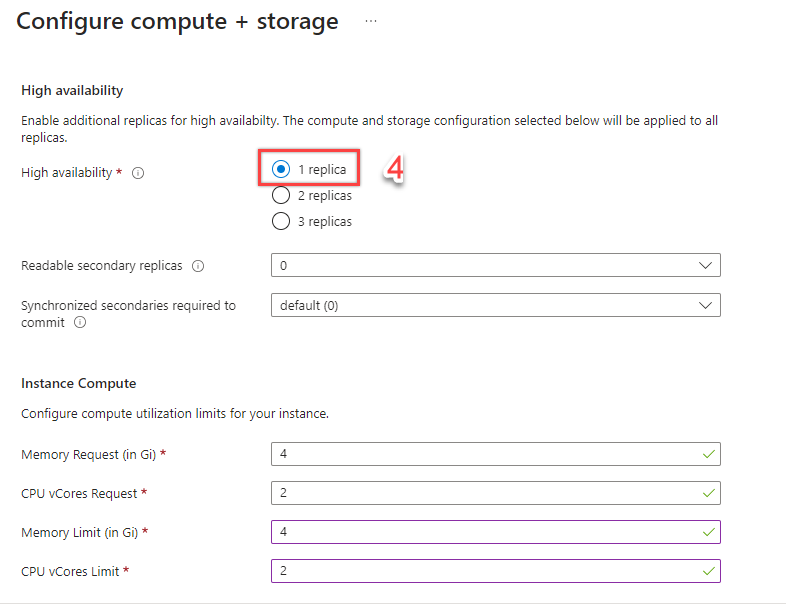 Configure compute + storage ...
High availability
Enable additional replicas for high availabilty. The compute and storage configuration selected below will be applied to all
replicas.
High availability *
1 replica
4
2 replicas
3 replicas
Readable secondary replicas
0
Synchronized secondaries required to
commit
default (0)
Instance Compute
Configure compute utilization limits for your instance.
Memory Request (in Gi) *
4
CPU vCores Request *
2
Memory Limit (in Gi) *
4
CPU vCores Limit *
2